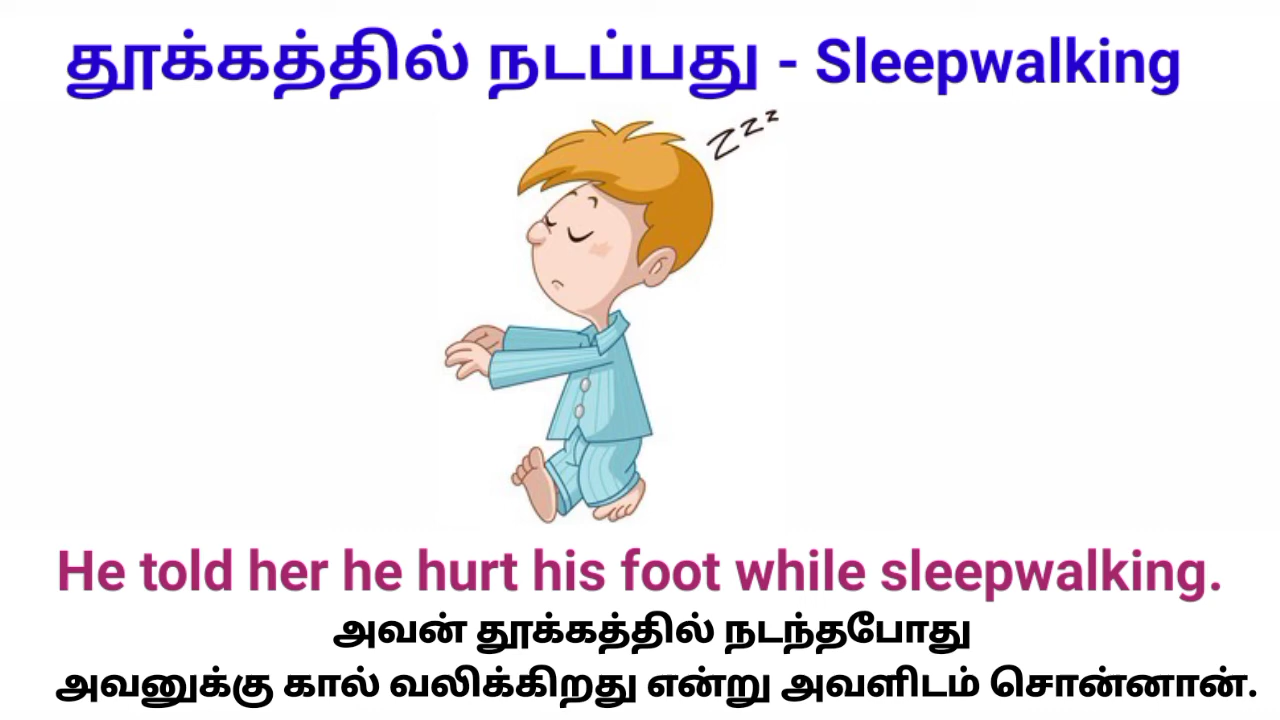 தூக்கத்தில் நடப்பது - Sleepwalking
zzz
He told her he hurt his foot while sleepwalking.
அவன் தூக்கத்தில் நடந்தபோது
அவனுக்கு கால் வலிக்கிறது என்று அவளிடம் சொன்னான்.